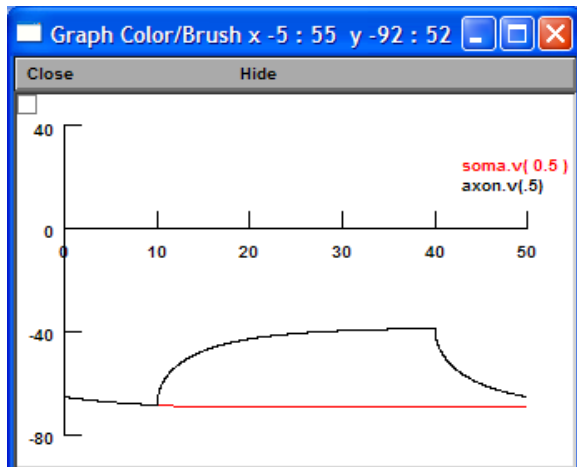 Graph Color/Brush x -5 : 55 y -92 : 52
Close Hide
40
soma.v( 0.5 )
axon.v(.5)
0
0 10 20 30 40 50
-40
-80